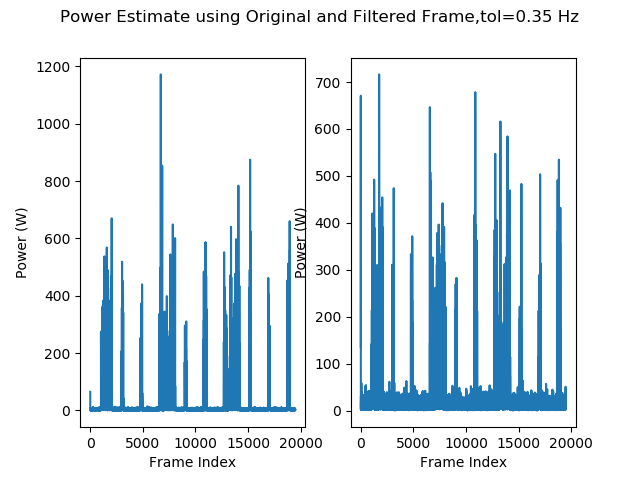 Power Estimate using Original and Filtered Frame,tol=0.35 Hz
Power (W)
1200
1000
800
600
400
200
0
0 5000 10000 15000 20000
Frame Index
Power (W)
700
600
500
400
300
200
100
0
0 5000 10000 15000 20000
Frame Index